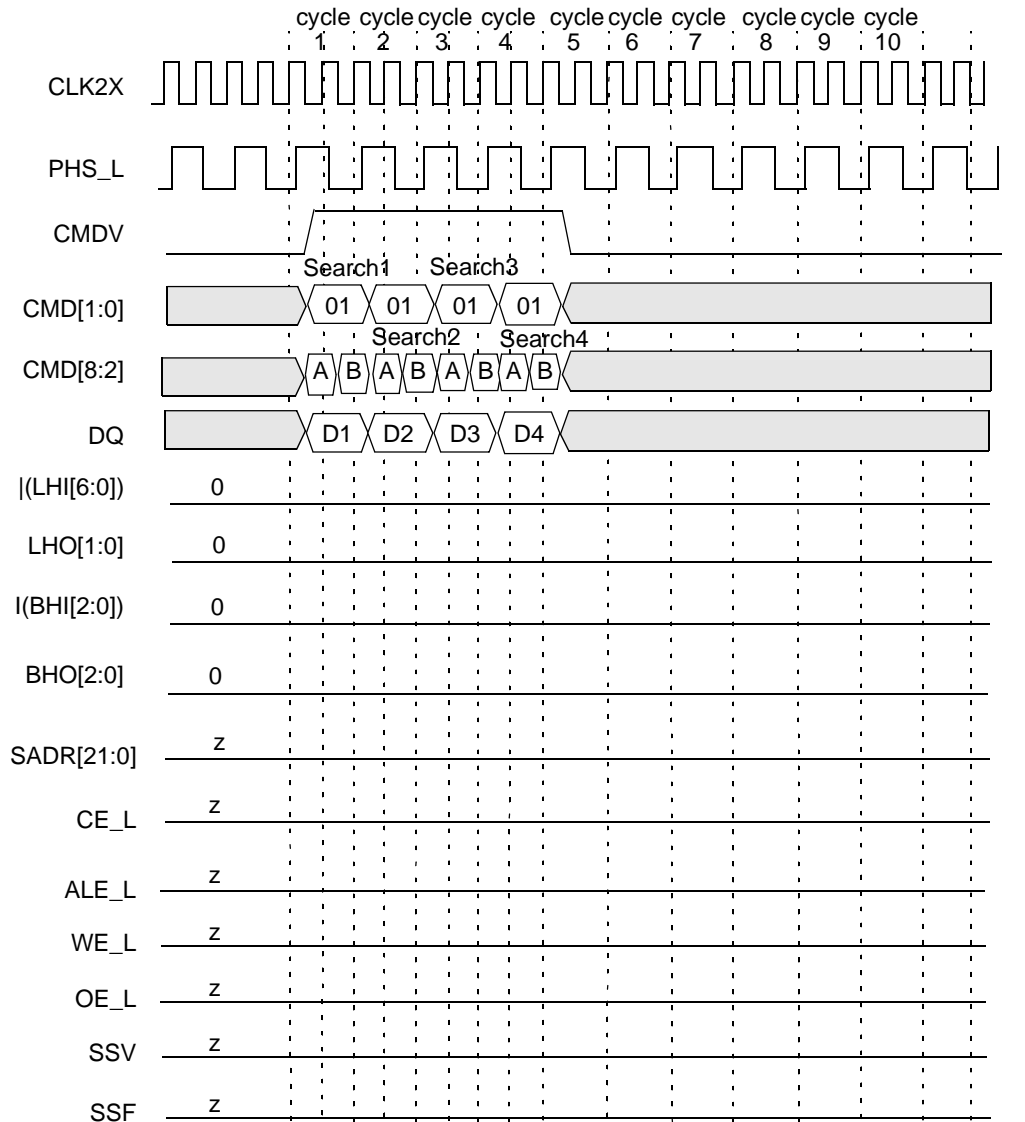 cycle cycle cycle cycle cycle cycle cycle cycle cycle cycle
1 2 3 4 5 6 7 8 9 10
CLK2X
PHS_L
CMDV
Search1 Search3
CMD[1:0] 01 01 01 01
Search2 Search4
CMD[8:2] A B A B A B A B
DQ D1 D2 D3 D4
|(LHI[6:0]) 0
LHO[1:0] 0
I(BHI[2:0]) 0
BHO[2:0] 0
SADR[21:0] z
CE_L z
ALE_L z
WE_L z
OE_L z
SSV z
SSF z